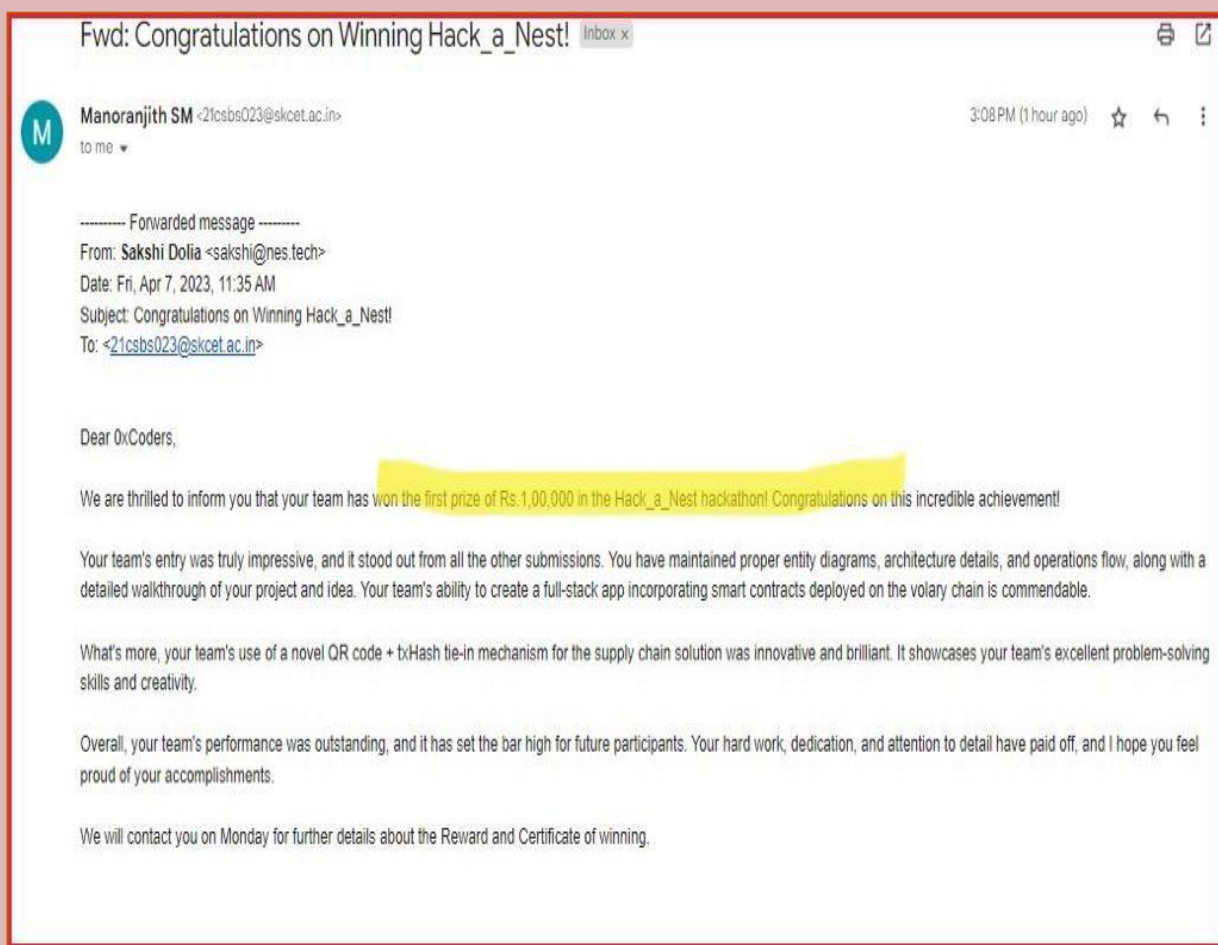 Fwd: Congratulations on Winning Hack_a_Nest! Inbox x
M
Manoranjith SM <21csbs023@skcet.ac.in>
3:08 PM (1 hour ago)
to me
---------- Forwarded message ---------
From: Sakshi Dolia <sakshi@nes.tech>
Date: Fri, Apr 7, 2023, 11:35 AM
Subject: Congratulations on Winning Hack_a_Nest!
To: <21csbs023@skcet.ac.in>
Dear 0xCoders,
We are thrilled to inform you that your team has won the first prize of Rs.1,00,000 in the Hack_a_Nest hackathon! Congratulations on this incredible achievement!
Your team's entry was truly impressive, and it stood out from all the other submissions. You have maintained proper entity diagrams, architecture details, and operations flow, along with a
detailed walkthrough of your project and idea. Your team's ability to create a full-stack app incorporating smart contracts deployed on the volary chain is commendable.
What's more, your team's use of a novel QR code + txHash tie-in mechanism for the supply chain solution was innovative and brilliant. It showcases your team's excellent problem-solving
skills and creativity.
Overall, your team's performance was outstanding, and it has set the bar high for future participants. Your hard work, dedication, and attention to detail have paid off, and I hope you feel
proud of your accomplishments.
We will contact you on Monday for further details about the Reward and Certificate of winning.